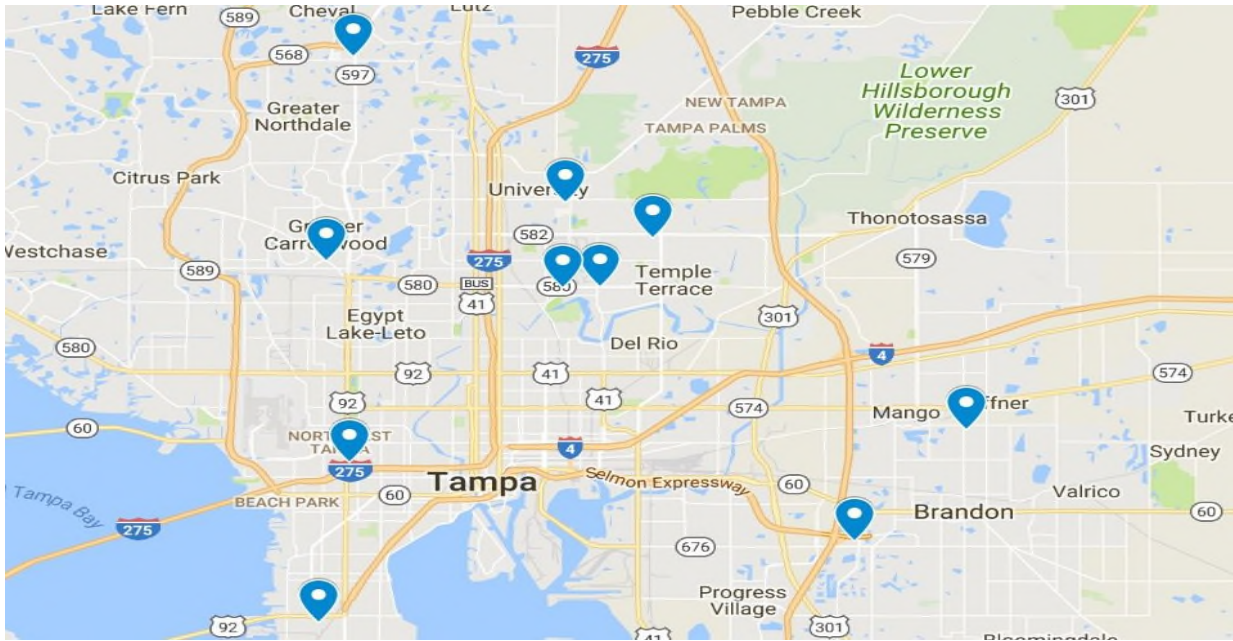 Lake Fern
Cheval
Lutz
Pebble Creek
589
568
597
275
Lower
Hillsborough
Wilderness
Preserve
301
Greater
Northdale
NEW TAMPA
TAMPA PALMS
Citrus Park
University
Thonotosassa
582
Westchase
589
275
579
580
BUS
41
580
Temple
Terrace
Egypt
Lake-Leto
301
580
Del Rio
4
92
41
574
92
41
574
Mango
60
275
4
Turke
Sydney
Tampa
Selmon Expressway
60
BEACH PARK
60
Valrico
Tampa Bay
275
Brandon
60
676
Progress
Village
92
301
41